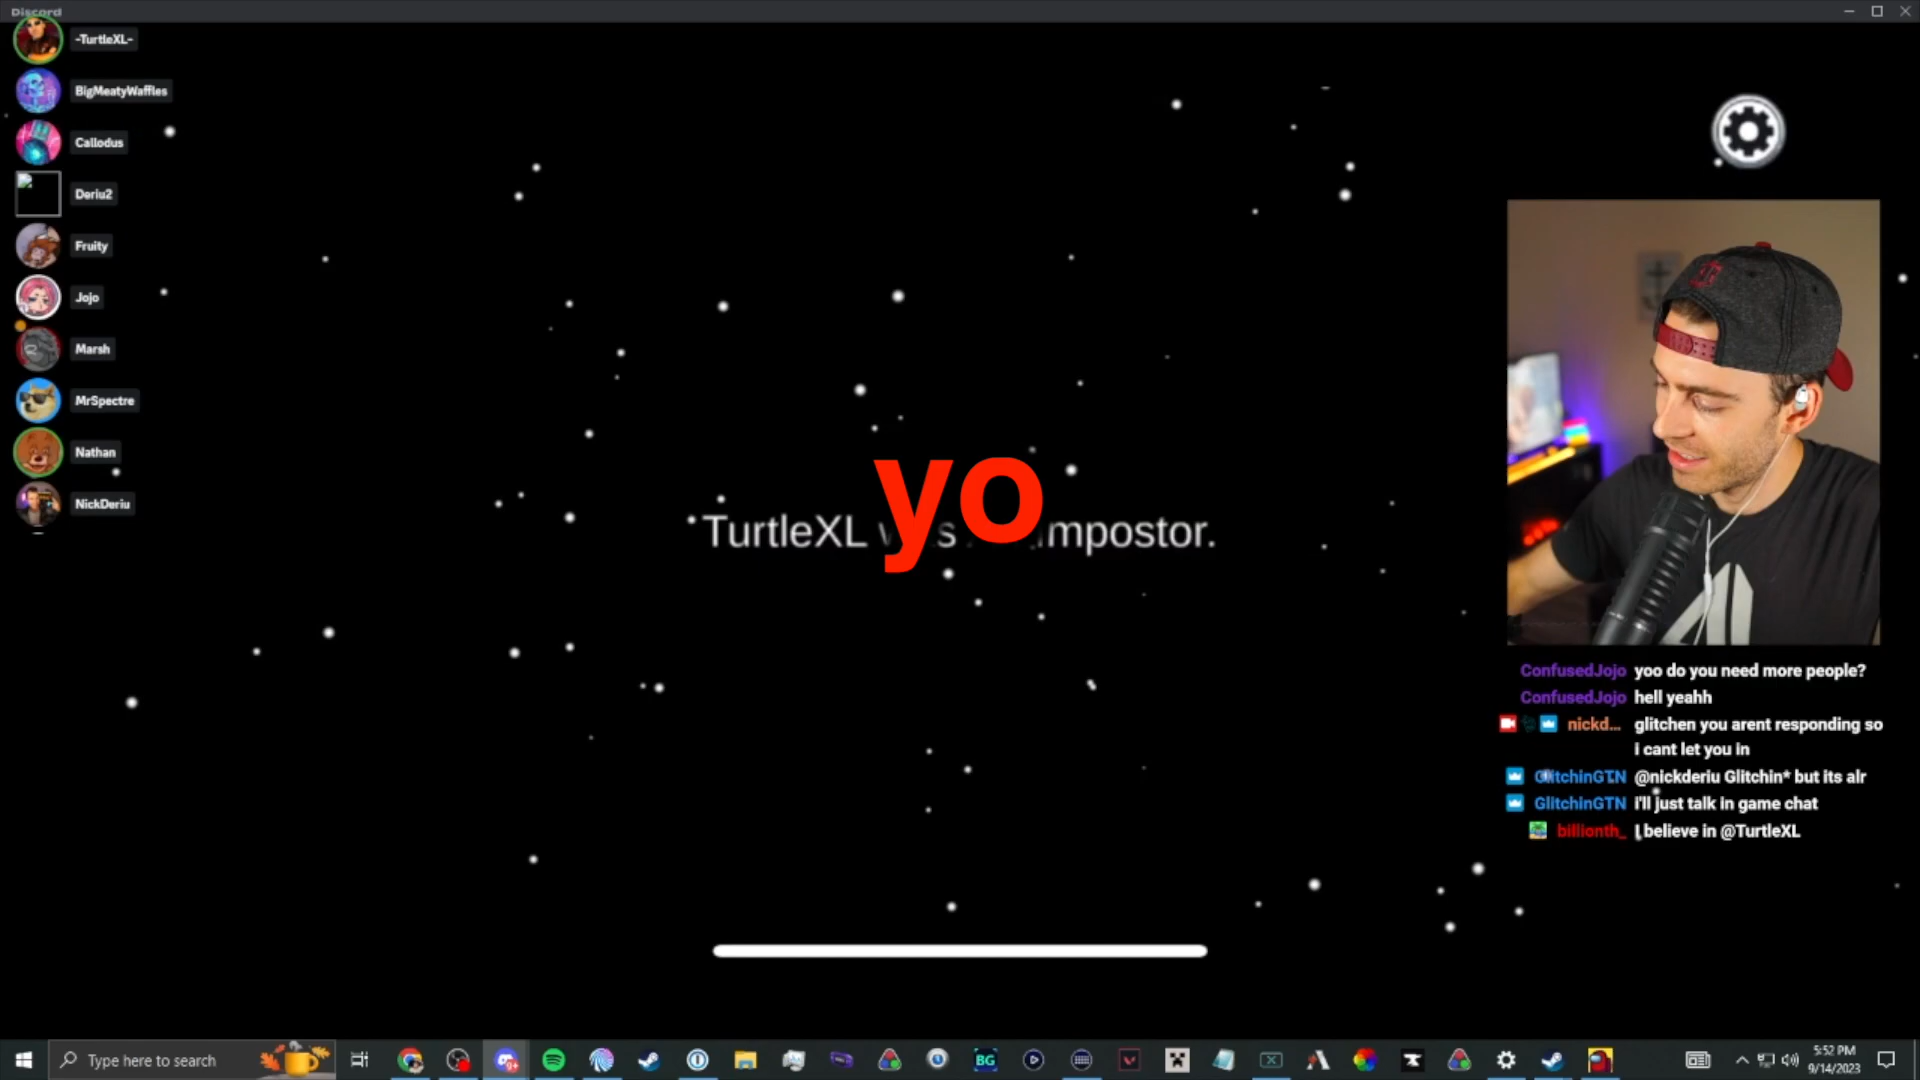 Discord
-TurtleXL-
BigMeatyWaffles
Callodus
Deriu2
Fruity
Jojo
Marsh
MrSpectre
Nathan
NickDeriu
yo
TurtleXL was mpostor.
ConfusedJojo yoo do you need more people?
ConfusedJojo hell yeahh
nickd... glitchen you arent responding so
i cant let you in
GlitchinGTN @nickderiu Glitchin* but its alr
GlitchinGTN i'll just talk in game chat
billionth_ I believe in @TurtleXL
Type here to search
BG
5:52 PM
9/14/2023